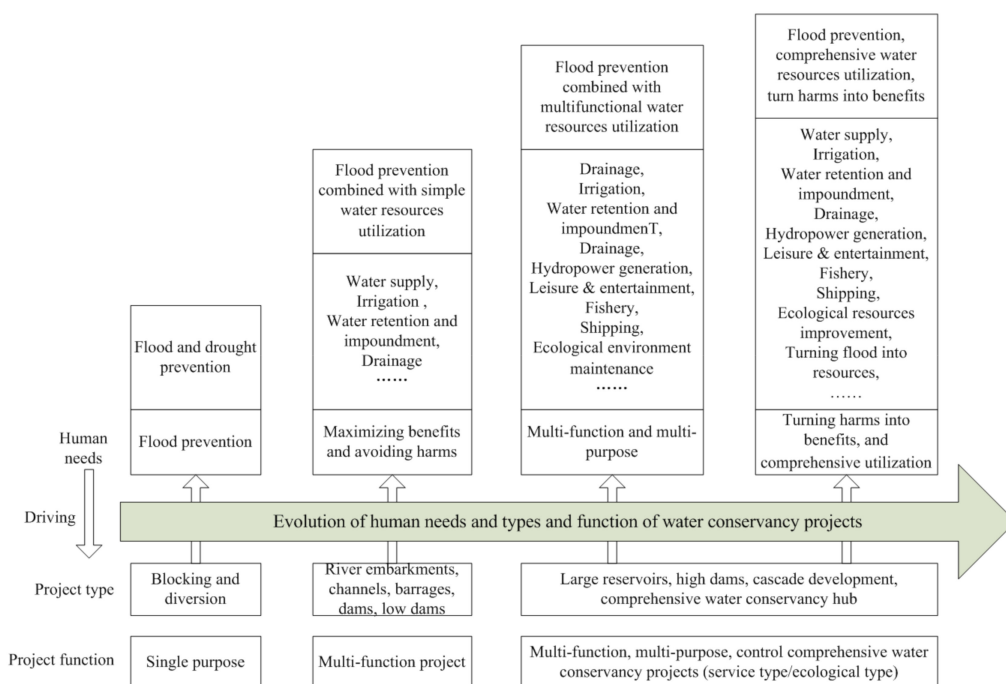 Flood and drought
prevention
Flood prevention
Flood prevention
combined with simple
water resources
utilization
Water supply,
Irrigation ,
Water retention and
impoundment,
Drainage
......
Maximizing benefits
and avoiding harms
Flood prevention
combined with
multifunctional water
resources utilization
Drainage,
Irrigation,
Water retention and
impoundmenT,
Drainage,
Hydropower generation,
Leisure & entertainment,
Fishery,
Shipping,
Ecological environment
maintenance
......
Multi-function and multi-
purpose
Flood prevention,
comprehensive water
resources utilization,
turn harms into benefits
Water supply,
Irrigation,
Water retention and
impoundment,
Drainage,
Hydropower generation,
Leisure & entertainment,
Fishery,
Shipping,
Ecological resources
improvement,
Turning flood into
resources,
......
Turning harms into
benefits, and
comprehensive utilization
Human
needs
Driving
Evolution of human needs and types and function of water conservancy projects
Project type
Blocking and
diversion
River embarkments,
channels, barrages,
dams, low dams
Large reservoirs, high dams, cascade development,
comprehensive water conservancy hub
Project function
Single purpose
Multi-function project
Multi-function, multi-purpose, control comprehensive water
conservancy projects (service type/ecological type)